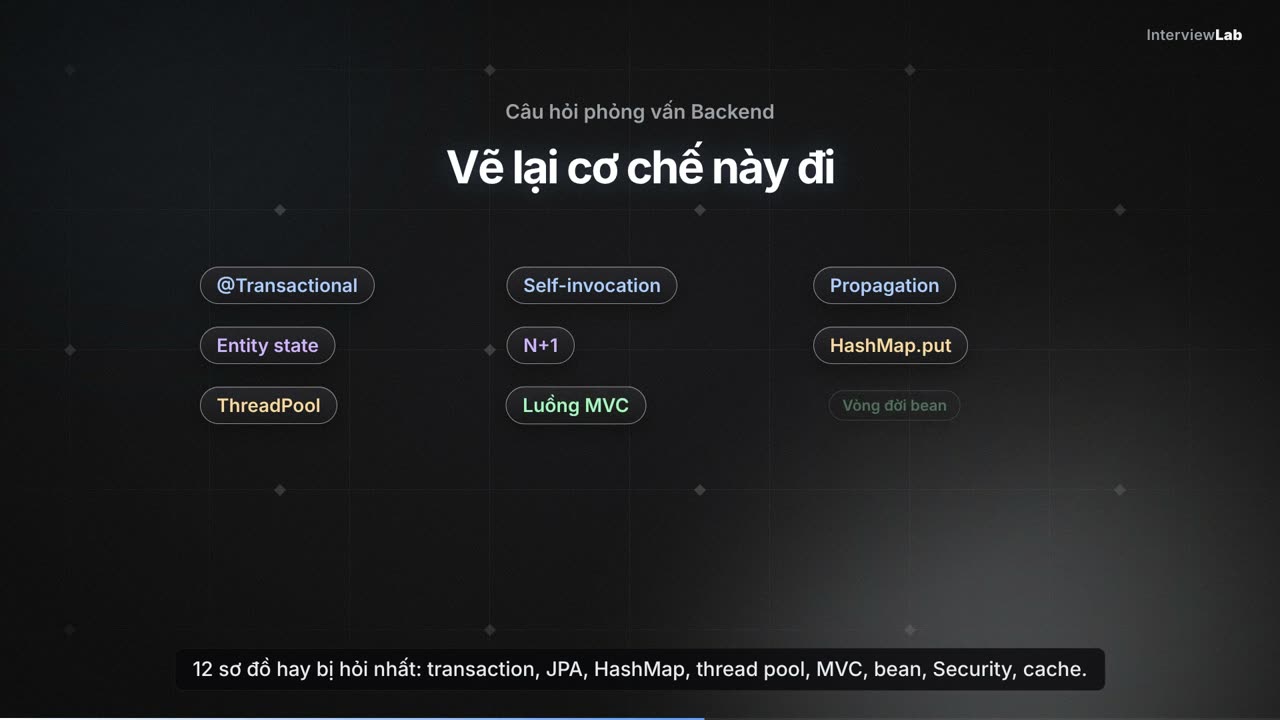 InterviewLab
Câu hỏi phỏng vấn Backend
Vẽ lại cơ chế này đi
@Transactional
Self-invocation
Propagation
Entity state
N+1
HashMap.put
ThreadPool
Luồng MVC
Vòng đời bean
12 sơ đồ hay bị hỏi nhất: transaction, JPA, HashMap, thread pool, MVC, bean, Security, cache.